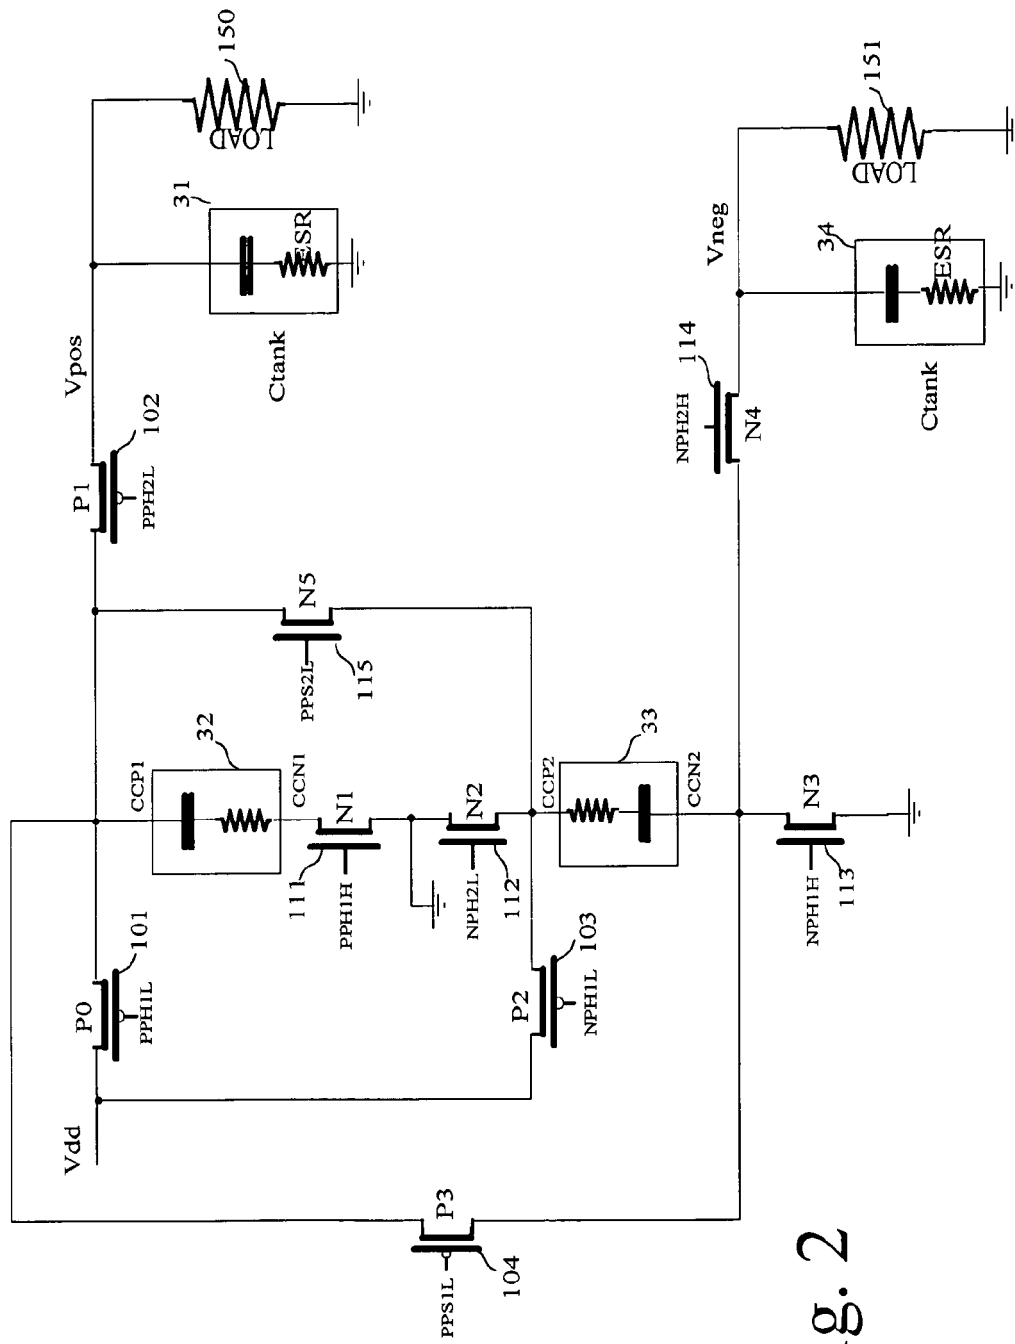 150
LOAD
31
ESR
Ctank
Vpos
102
P1
PPH2L
N5
PPS2L
115
32
CCP1
CCN1
N1
111
PPH1H
N2
NPH2L
112
CCP2
33
CCN2
N3
NPH1H
113
101
P0
PPH1L
P2
103
NPH1L
Vdd
P3
PPS1L
104
151
LOAD
Vneg
34
ESR
Ctank
114
NPH2H
N4
g. 2